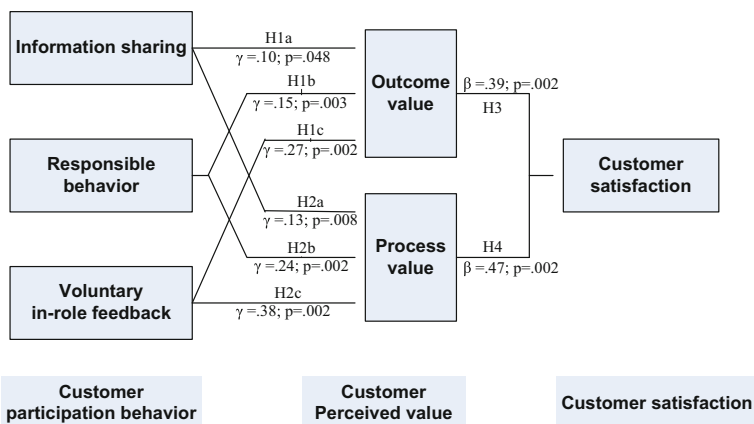 Information sharing
H1a
γ =.10; p=.048
H1b
γ =.15; p=.003
H1c
γ =.27; p=.002
Outcome
value
β =.39; p=.002
H3
Responsible
behavior
Customer
satisfaction
H2a
γ =.13; p=.008
H2b
γ =.24; p=.002
H2c
γ =.38; p=.002
Process
value
H4
β =.47; p=.002
Voluntary
in-role feedback
Customer
participation behavior
Customer
Perceived value
Customer satisfaction